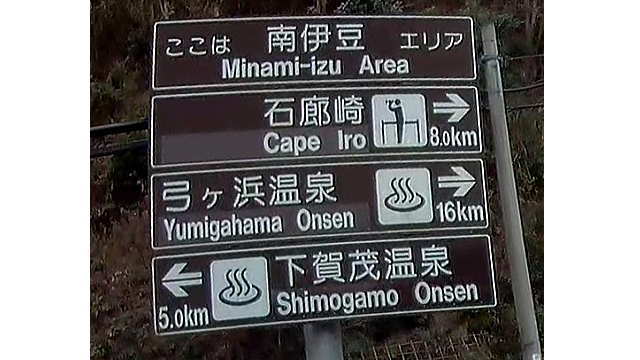 ここは 南伊豆 エリア
Minami-izu Area
石廊崎
Cape Iro 8.0km
弓ヶ浜温泉
Yumigahama Onsen 16km
下賀茂温泉
5.0km Shimogamo Onsen